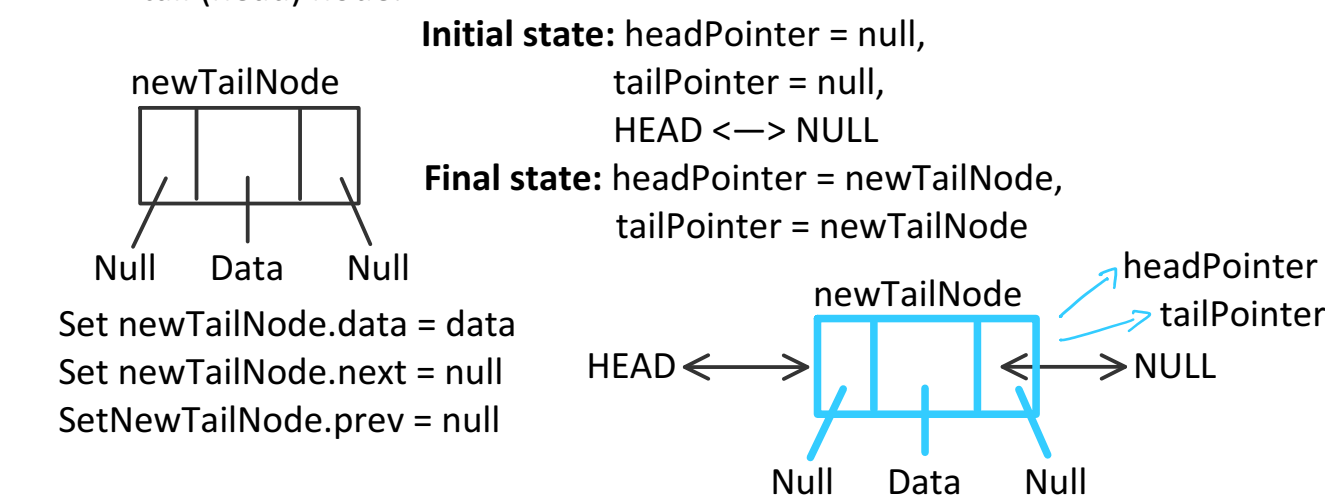 Initial state: headPointer = null,
tailPointer = null,
HEAD <—> NULL
Final state: headPointer = newTailNode,
tailPointer = newTailNode
newTailNode
Null Data Null
Set newTailNode.data = data
Set newTailNode.next = null
SetNewTailNode.prev = null
headPointer
tailPointer
newTailNode
HEAD NULL
Null Data Null